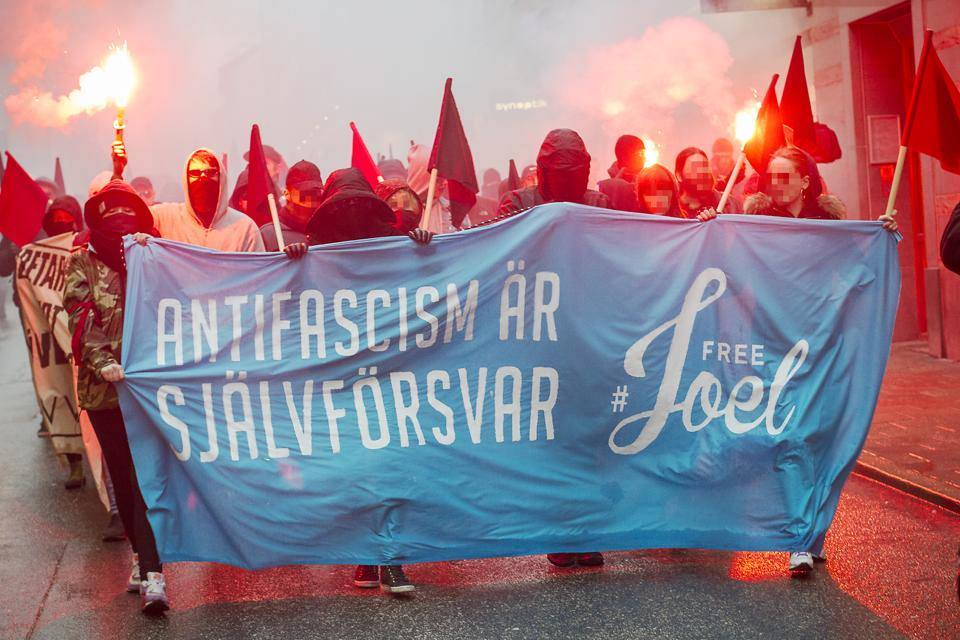 synoptik
ANTIFASCISM ÄR
SJÄLVFÖRSVAR
FREE
#Joel